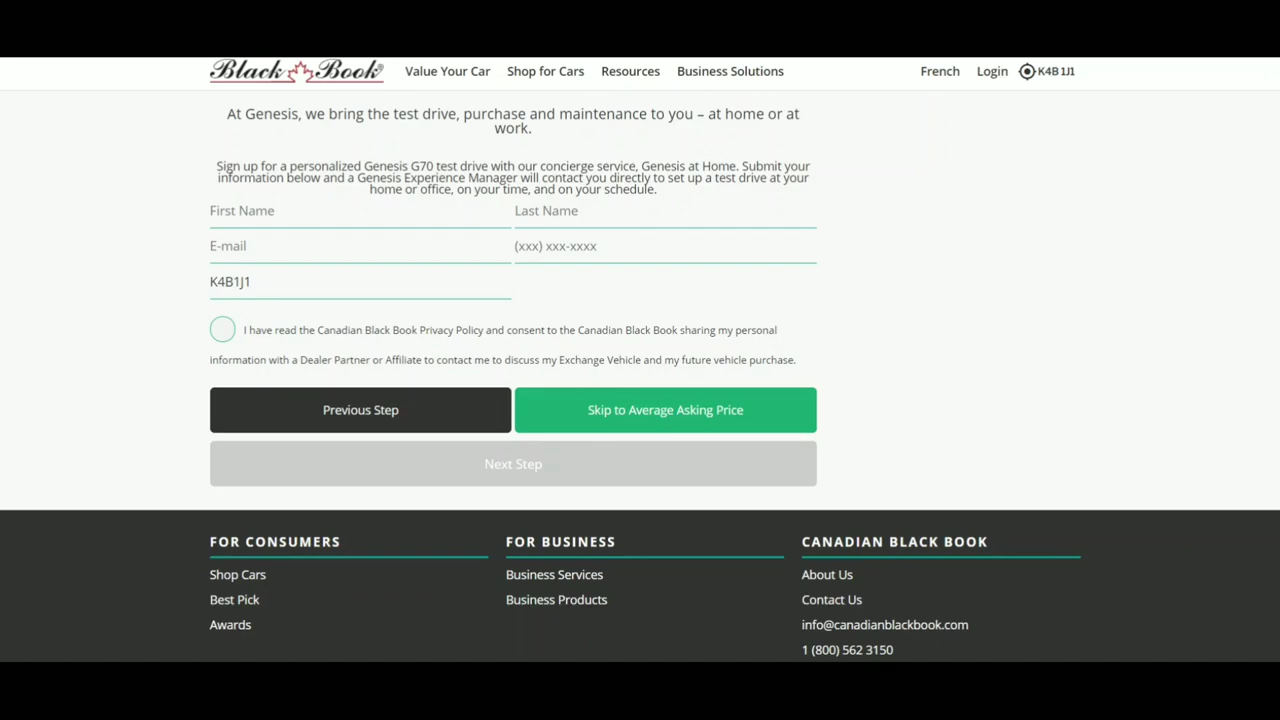 Black Book®
Value Your Car
Shop for Cars
Resources
Business Solutions
French
Login
K4B 1J1
At Genesis, we bring the test drive, purchase and maintenance to you – at home or at
work.
Sign up for a personalized Genesis G70 test drive with our concierge service, Genesis at Home. Submit your
information below and a Genesis Experience Manager will contact you directly to set up a test drive at your
home or office, on your time, and on your schedule.
First Name
Last Name
E-mail
(xxx) xxx-xxxx
K4B1J1
I have read the Canadian Black Book Privacy Policy and consent to the Canadian Black Book sharing my personal
information with a Dealer Partner or Affiliate to contact me to discuss my Exchange Vehicle and my future vehicle purchase.
Previous Step
Skip to Average Asking Price
Next Step
FOR CONSUMERS
Shop Cars
Best Pick
Awards
FOR BUSINESS
Business Services
Business Products
CANADIAN BLACK BOOK
About Us
Contact Us
info@canadianblackbook.com
1 (800) 562 3150